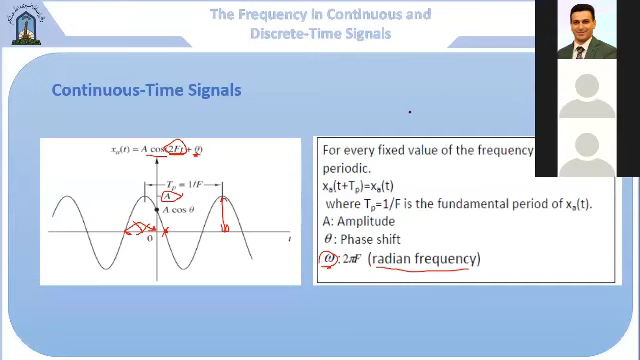 The Frequency in Continuous and
Discrete-Time Signals
Continuous-Time Signals
xₐ(t) = A cos(2Ft + θ)
Tₚ = 1/F
A
A cos θ
0
t
For every fixed value of the frequency
periodic.
xₐ(t+Tₚ)=xₐ(t)
where Tₚ=1/F is the fundamental period of xₐ(t).
A: Amplitude
θ: Phase shift
ω: 2πF (radian frequency)